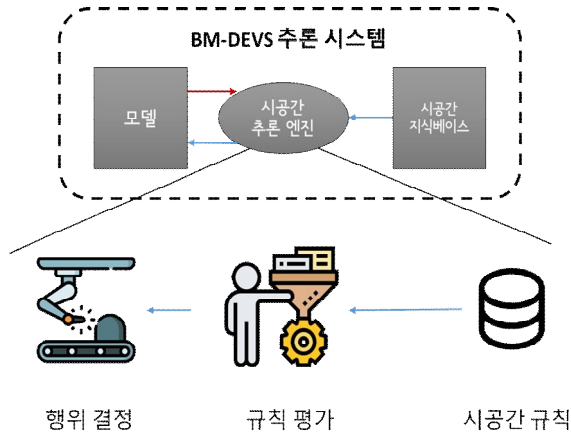 BM-DEVS 추론 시스템
모델
시공간
추론 엔진
시공간
지식베이스
행위 결정
규칙 평가
시공간 규칙